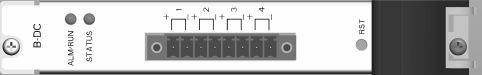 B-DC
ALM-RUN
STATUS
+ 1 -
+ 2 -
+ 3 -
+ 4 -
RST